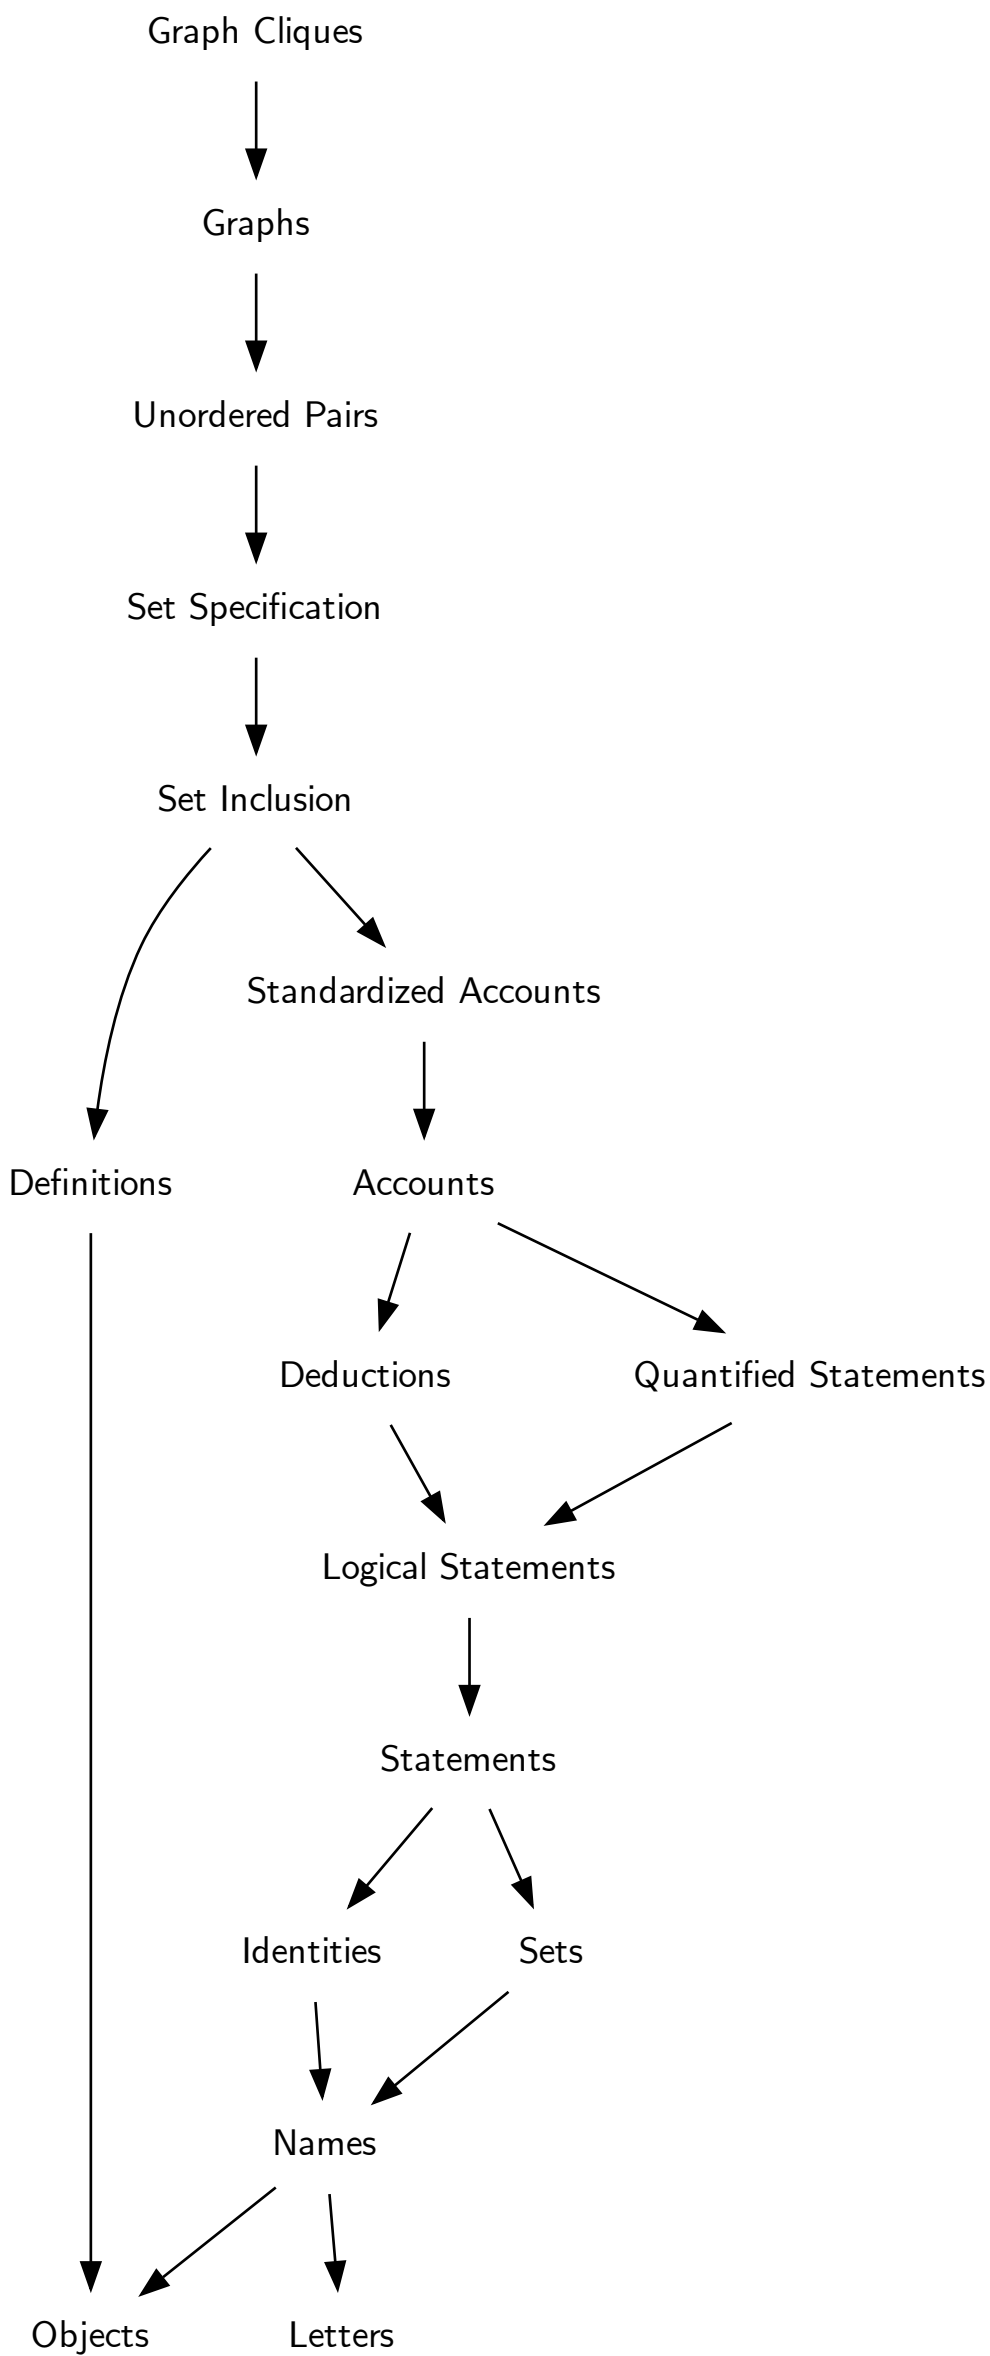 Graph Cliques
Graphs
Unordered Pairs
Set Specification
Set Inclusion
Standardized Accounts
Definitions
Accounts
Deductions
Quantified Statements
Logical Statements
Statements
Identities
Sets
Names
Objects
Letters